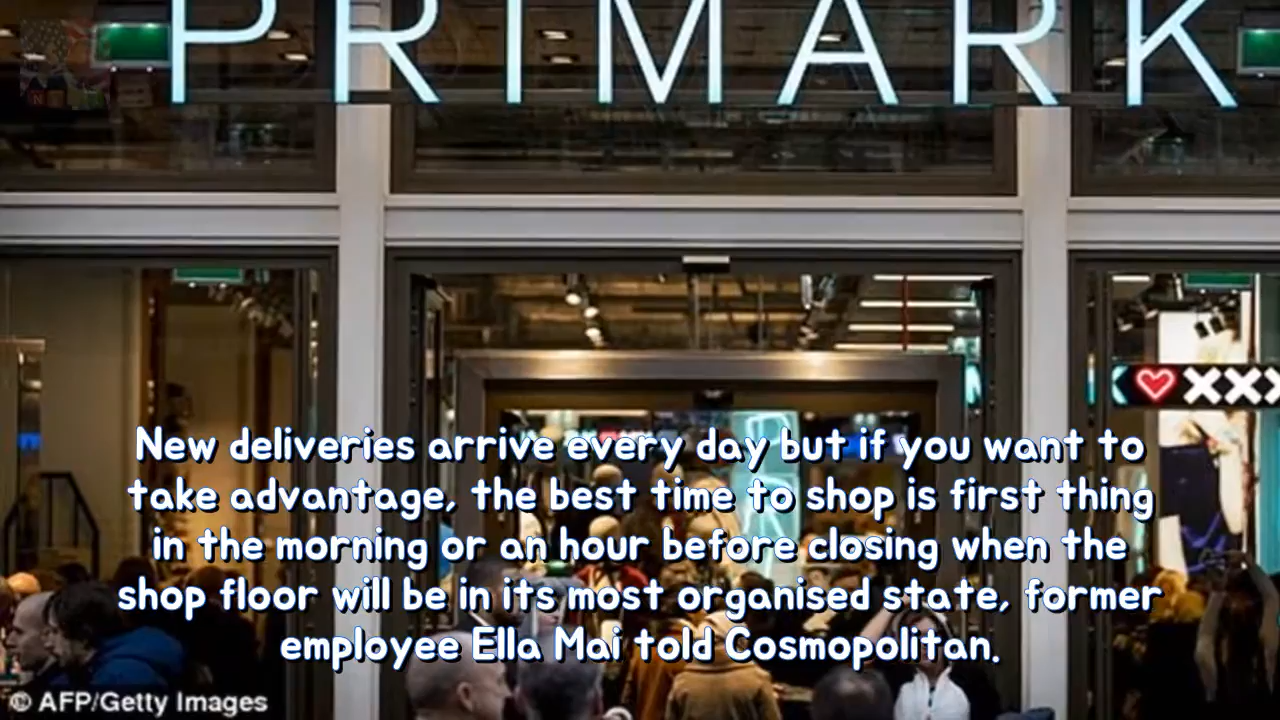 PRIMARK
XXX
New deliveries arrive every day but if you want to
take advantage, the best time to shop is first thing
in the morning or an hour before closing when the
shop floor will be in its most organised state, former
employee Ella Mai told Cosmopolitan.
© AFP/Getty Images